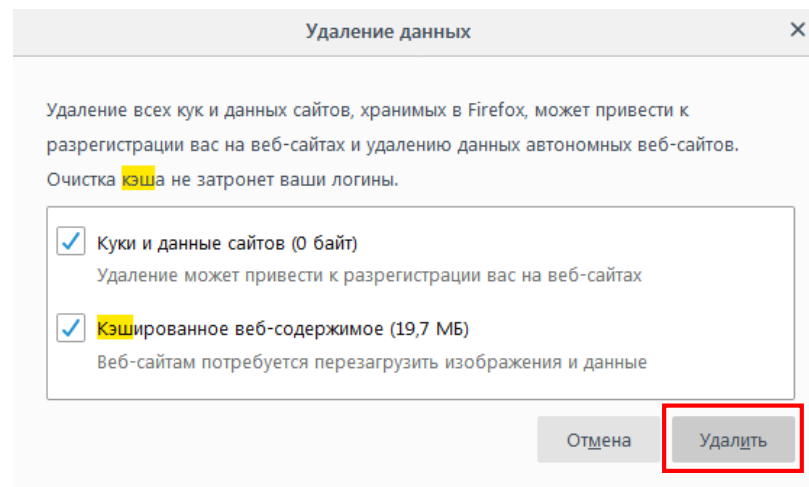 Удаление данных
Удаление всех кук и данных сайтов, хранимых в Firefox, может привести к
разрегистрации вас на веб-сайтах и удалению данных автономных веб-сайтов.
Очистка кэша не затронет ваши логины.
Куки и данные сайтов (0 байт)
Удаление может привести к разрегистрации вас на веб-сайтах
Кэшированное веб-содержимое (19,7 МБ)
Веб-сайтам потребуется перезагрузить изображения и данные
Отмена
Удалить